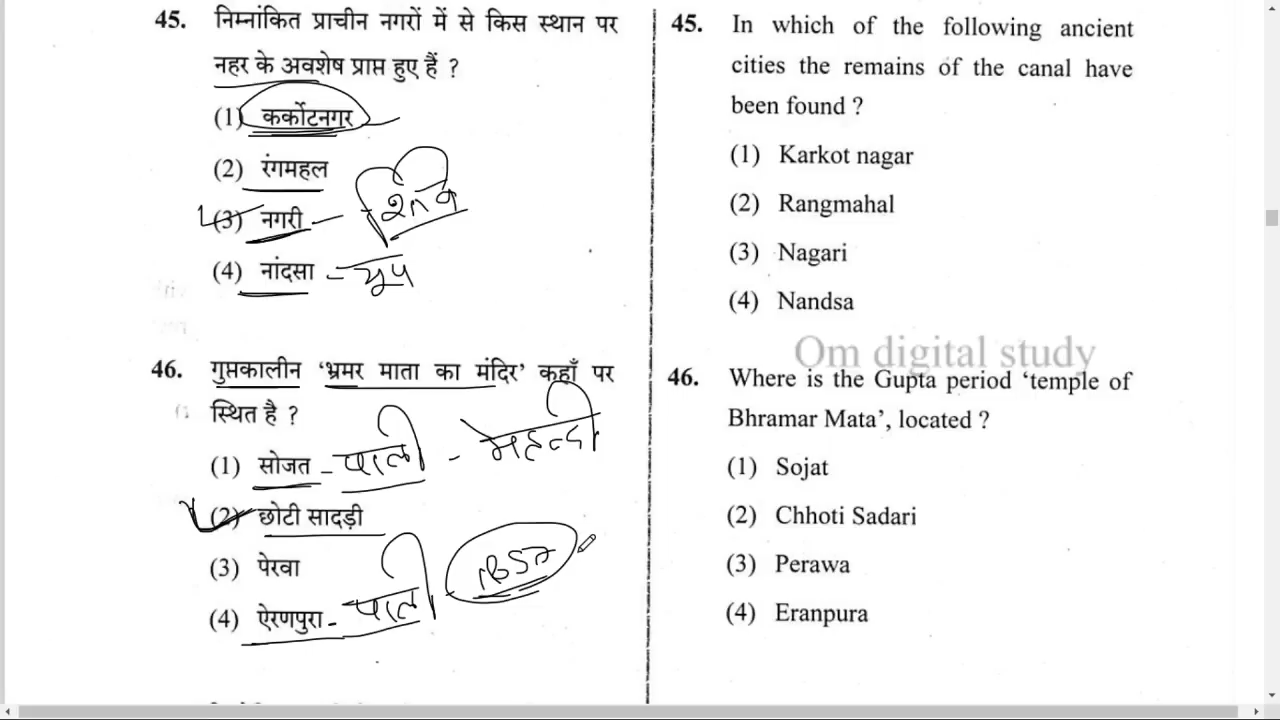 45. निम्नांकित प्राचीन नगरों में से किस स्थान पर
नहर के अवशेष प्राप्त हुए हैं ?
(1) कर्कोटनगर
(2) रंगमहल
(3) नगरी -
(4) नांदसा -
46. गुप्तकालीन ‘भ्रमर माता का मंदिर’ कहाँ पर
स्थित है ?
(1) सोजत - पाली - मेहन्दी
(2) छोटी सादड़ी
(3) पेरवा
(4) ऐरणपुरा - पाली
45. In which of the following ancient
cities the remains of the canal have
been found ?
(1) Karkot nagar
(2) Rangmahal
(3) Nagari
(4) Nandsa
Om digital study
46. Where is the Gupta period ‘temple of
Bhramar Mata’, located ?
(1) Sojat
(2) Chhoti Sadari
(3) Perawa
(4) Eranpura